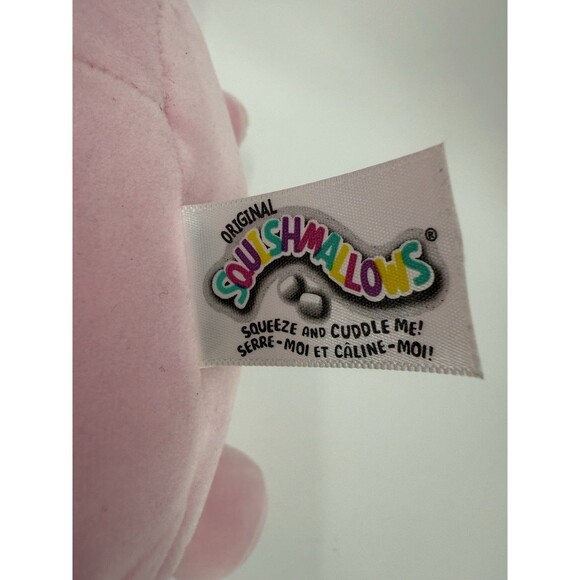 ORIGINAL
SQUISHMALLOWS®
SQUEEZE AND CUDDLE ME!
SERRE-MOI ET CÂLINE-MOI!